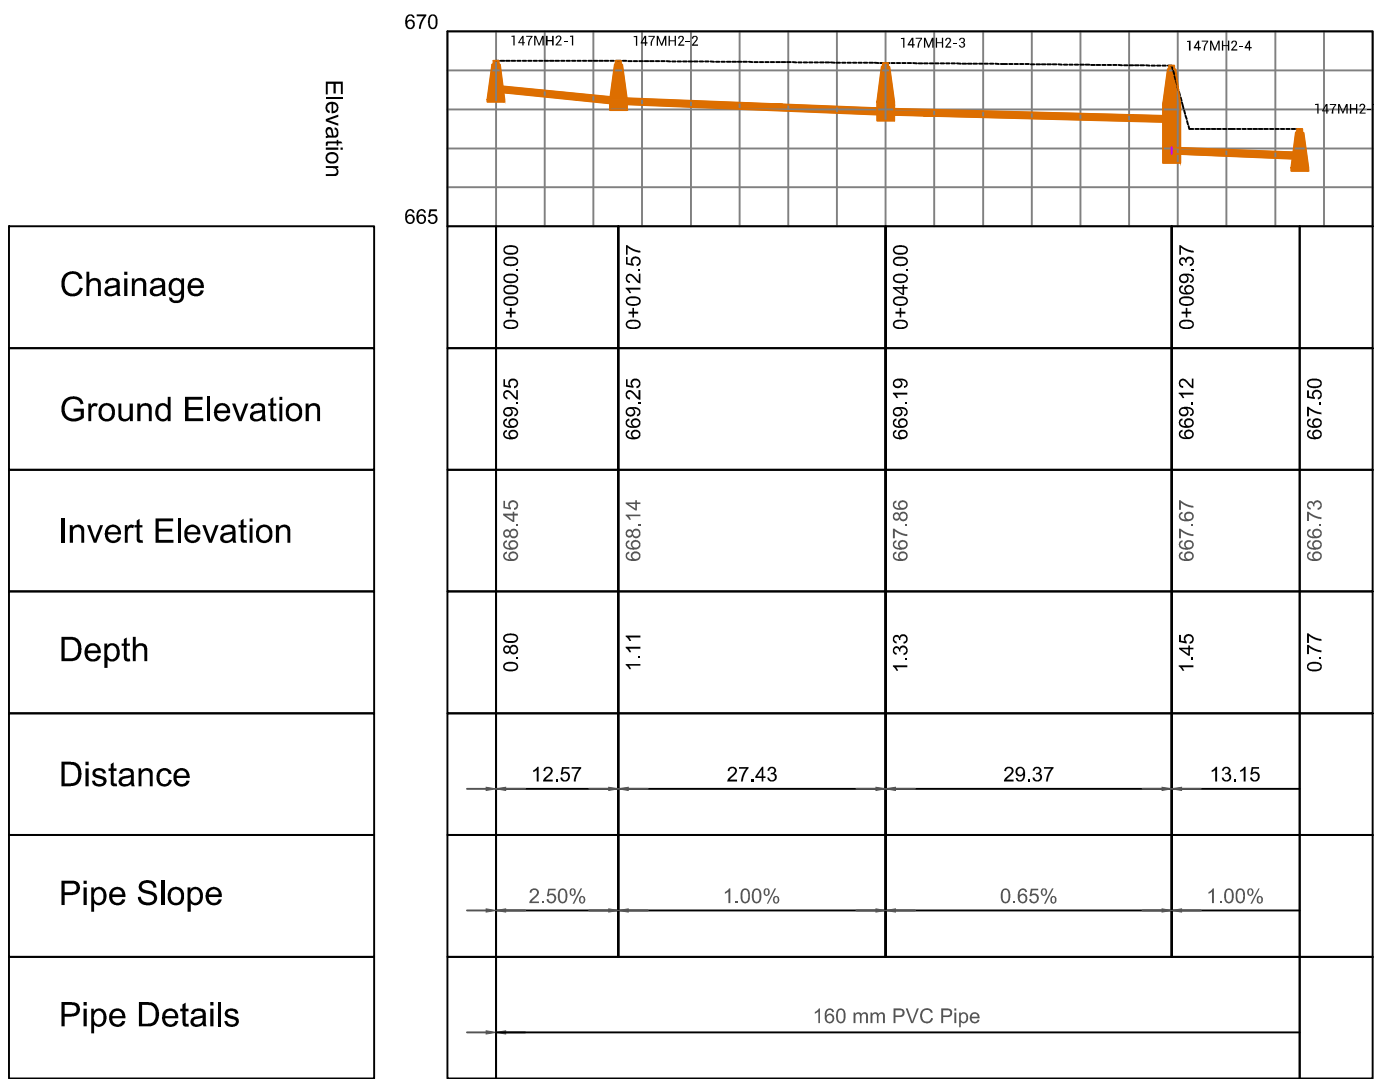 670
147MH2-1 147MH2-2 147MH2-3 147MH2-4
147MH2-
Elevation
665
Chainage 0+000.00 0+012.57 0+040.00 0+069.37
Ground Elevation 669.25 669.25 669.19 669.12 667.50
Invert Elevation 668.45 668.14 667.86 667.67 666.73
Depth 0.80 1.11 1.33 1.45 0.77
Distance 12.57 27.43 29.37 13.15
Pipe Slope 2.50% 1.00% 0.65% 1.00%
Pipe Details 160 mm PVC Pipe